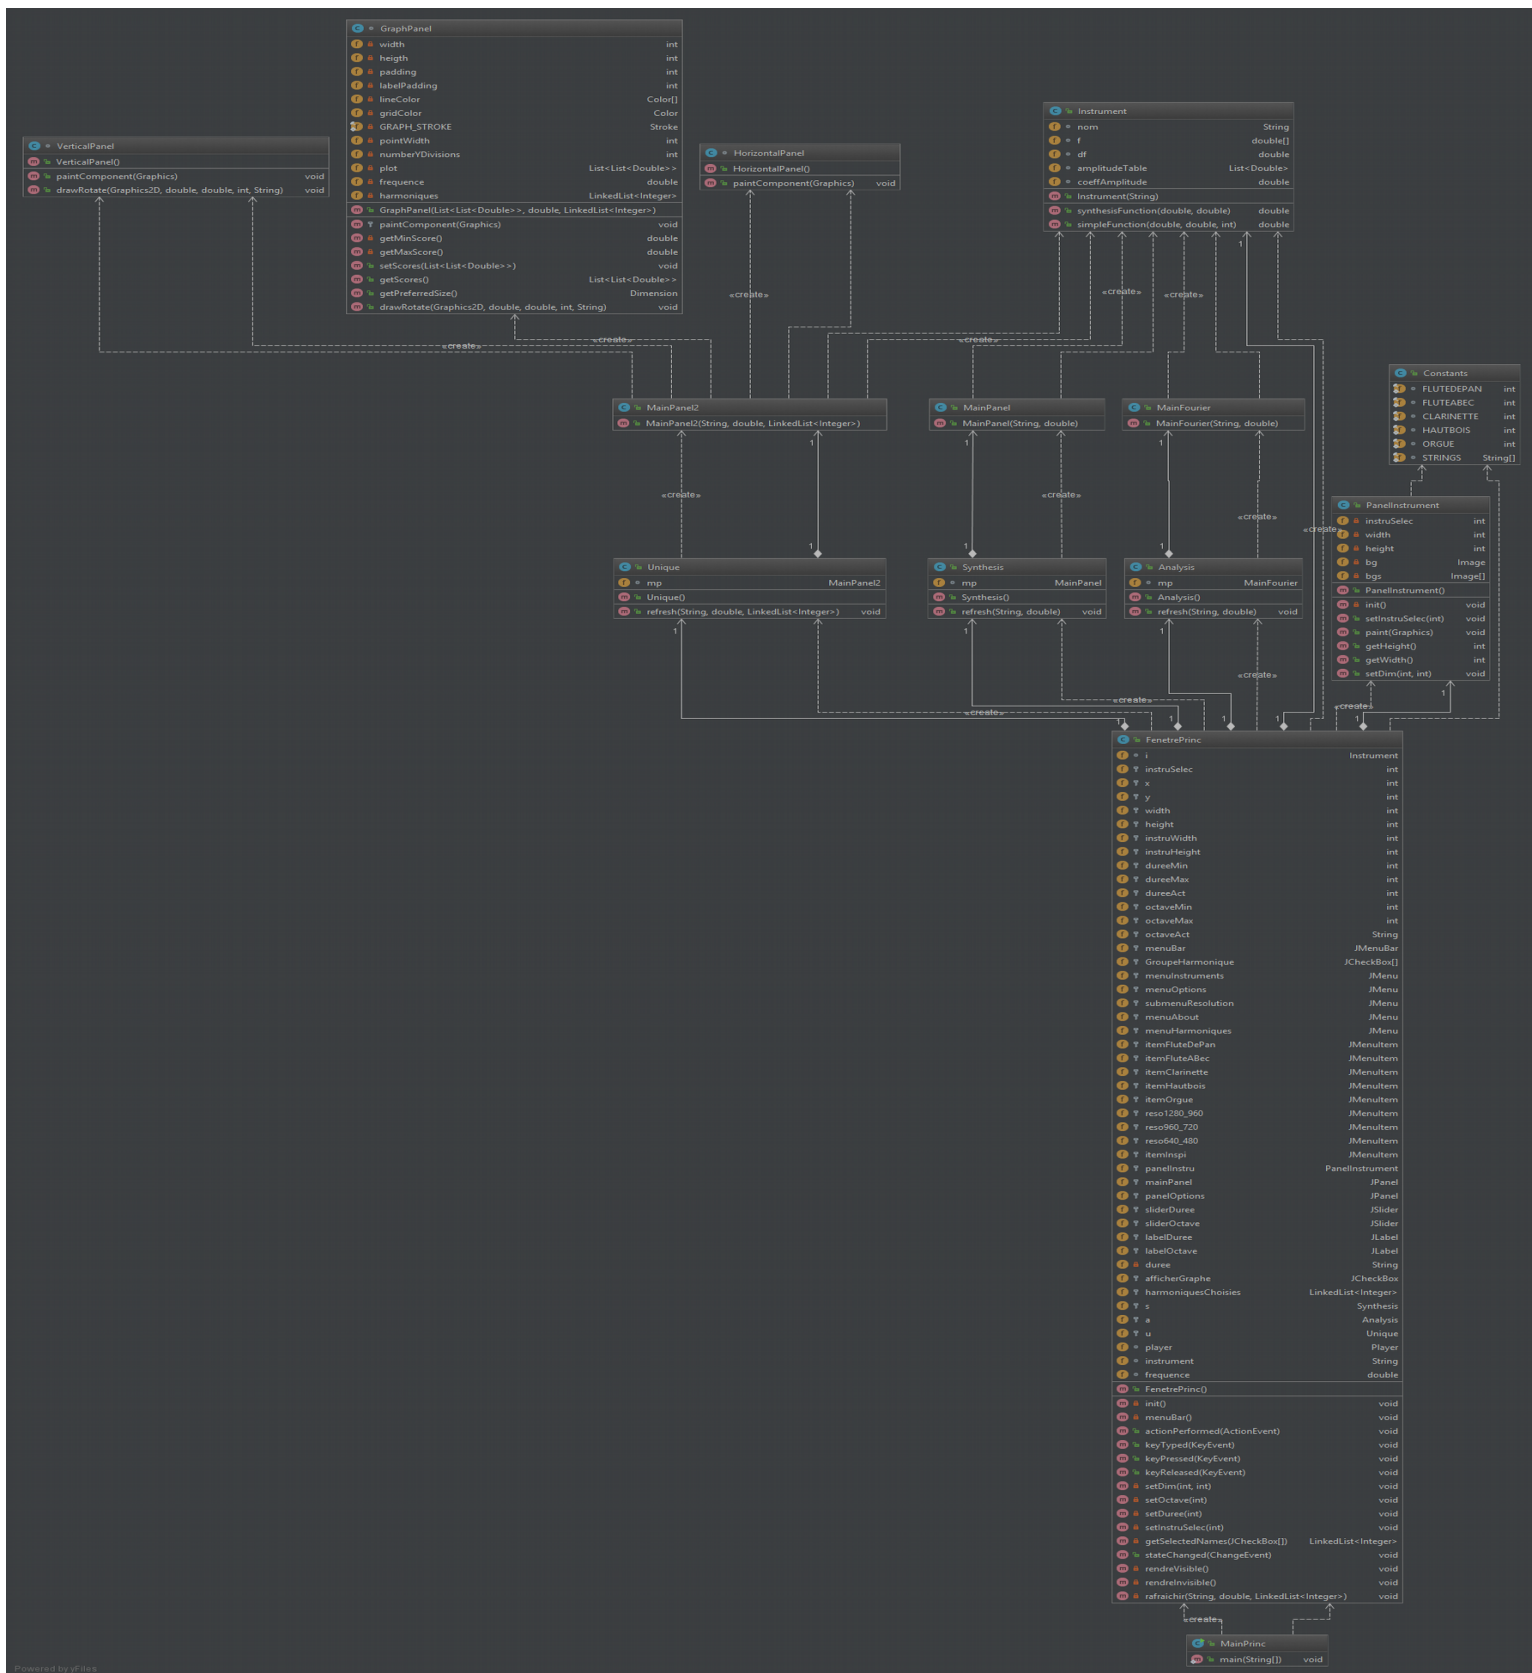 GraphPanel
width int
heigth int
padding int
labelPadding int
lineColor Color[]
gridColor Color
GRAPH_STROKE Stroke
pointWidth int
numberYDivisions int
plot List<List<Double>>
frequence double
harmoniques LinkedList<Integer>
GraphPanel(List<List<Double>>, double, LinkedList<Integer>)
paintComponent(Graphics) void
getMinScore() double
getMaxScore() double
setScores(List<List<Double>>) void
getScores() List<List<Double>>
getPreferredSize() Dimension
drawRotate(Graphics2D, double, double, int, String) void
VerticalPanel
VerticalPanel()
paintComponent(Graphics) void
drawRotate(Graphics2D, double, double, int, String) void
HorizontalPanel
HorizontalPanel()
paintComponent(Graphics) void
Instrument
nom String
f double[]
df double
amplitudeTable List<Double>
coeffAmplitude double
Instrument(String)
synthesisFunction(double, double) double
simpleFunction(double, double, int) double
1
«create»
«create»
«create»
«create»
«create»
«create»
MainPanel2
MainPanel2(String, double, LinkedList<Integer>)
MainPanel
MainPanel(String, double)
MainFourier
MainFourier(String, double)
Constants
FLUTEDEPAN int
FLUTEABEC int
CLARINETTE int
HAUTBOIS int
ORGUE int
STRINGS String[]
1
1
1
«create»
«create»
«create»
«create»
1
1
1
PanelInstrument
instruSelec int
width int
height int
bg Image
bgs Image[]
PanelInstrument()
init() void
setInstruSelec(int) void
paint(Graphics) void
getHeight() int
getWidth() int
setDim(int, int) void
Unique
mp MainPanel2
Unique()
refresh(String, double, LinkedList<Integer>) void
Synthesis
mp MainPanel
Synthesis()
refresh(String, double) void
Analysis
mp MainFourier
Analysis()
refresh(String, double) void
1
1
1
1
«create»
«create»
«create»
«create»
1
1
1
1
1
FenetrePrinc
i Instrument
instruSelec int
x int
y int
width int
height int
instruWidth int
instruHeight int
dureeMin int
dureeMax int
dureeAct int
octaveMin int
octaveMax int
octaveAct String
menuBar JMenuBar
GroupeHarmonique JCheckBox[]
menuInstruments JMenu
menuOptions JMenu
submenuResolution JMenu
menuAbout JMenu
menuHarmoniques JMenu
itemFluteDePan JMenuItem
itemFluteABec JMenuItem
itemClarinette JMenuItem
itemHautbois JMenuItem
itemOrgue JMenuItem
reso1280_960 JMenuItem
reso960_720 JMenuItem
reso640_480 JMenuItem
itemInspi JMenuItem
panelInstru PanelInstrument
mainPanel JPanel
panelOptions JPanel
sliderDuree JSlider
sliderOctave JSlider
labelDuree JLabel
labelOctave JLabel
duree String
afficherGraphe JCheckBox
harmoniquesChoisies LinkedList<Integer>
s Synthesis
a Analysis
u Unique
player Player
instrument String
frequence double
FenetrePrinc()
init() void
menuBar() void
actionPerformed(ActionEvent) void
keyTyped(KeyEvent) void
keyPressed(KeyEvent) void
keyReleased(KeyEvent) void
setDim(int, int) void
setOctave(int) void
setDuree(int) void
setInstruSelec(int) void
getSelectedNames(JCheckBox[]) LinkedList<Integer>
stateChanged(ChangeEvent) void
rendreVisible() void
rendreInvisible() void
rafraichir(String, double, LinkedList<Integer>) void
«create»
MainPrinc
main(String[]) void
Powered by yFiles